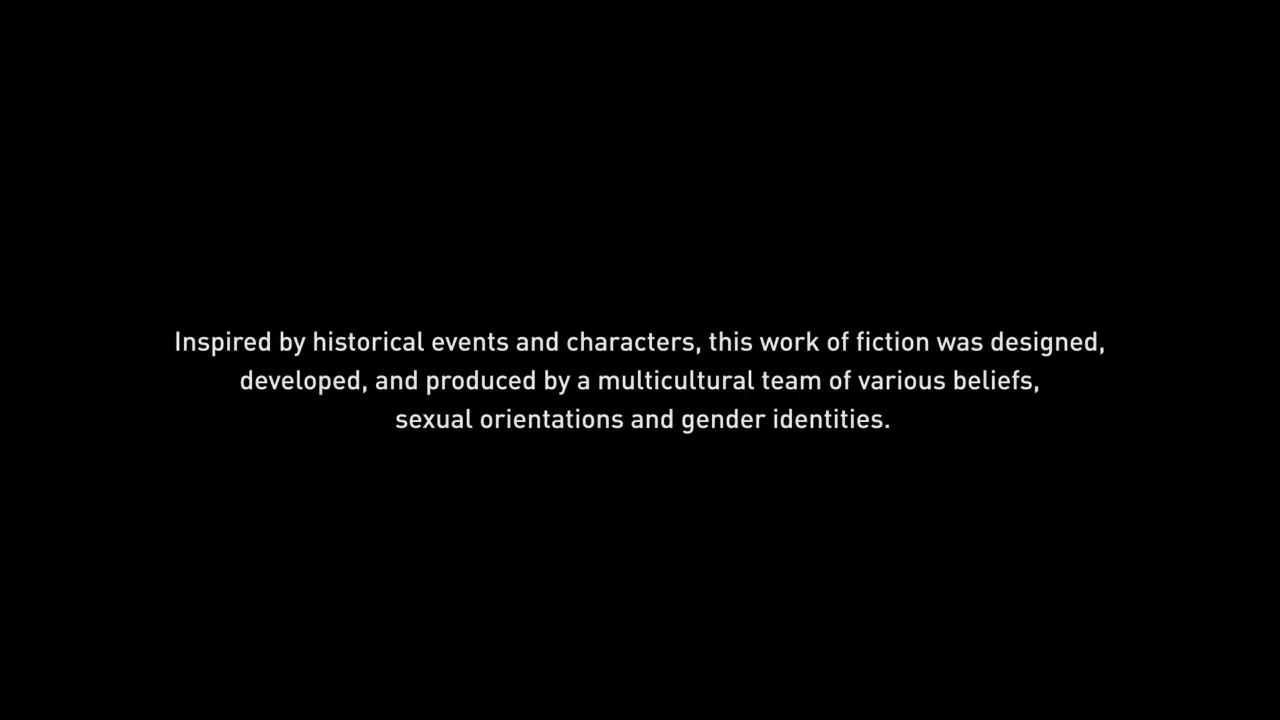 Inspired by historical events and characters, this work of fiction was designed,
developed, and produced by a multicultural team of various beliefs,
sexual orientations and gender identities.